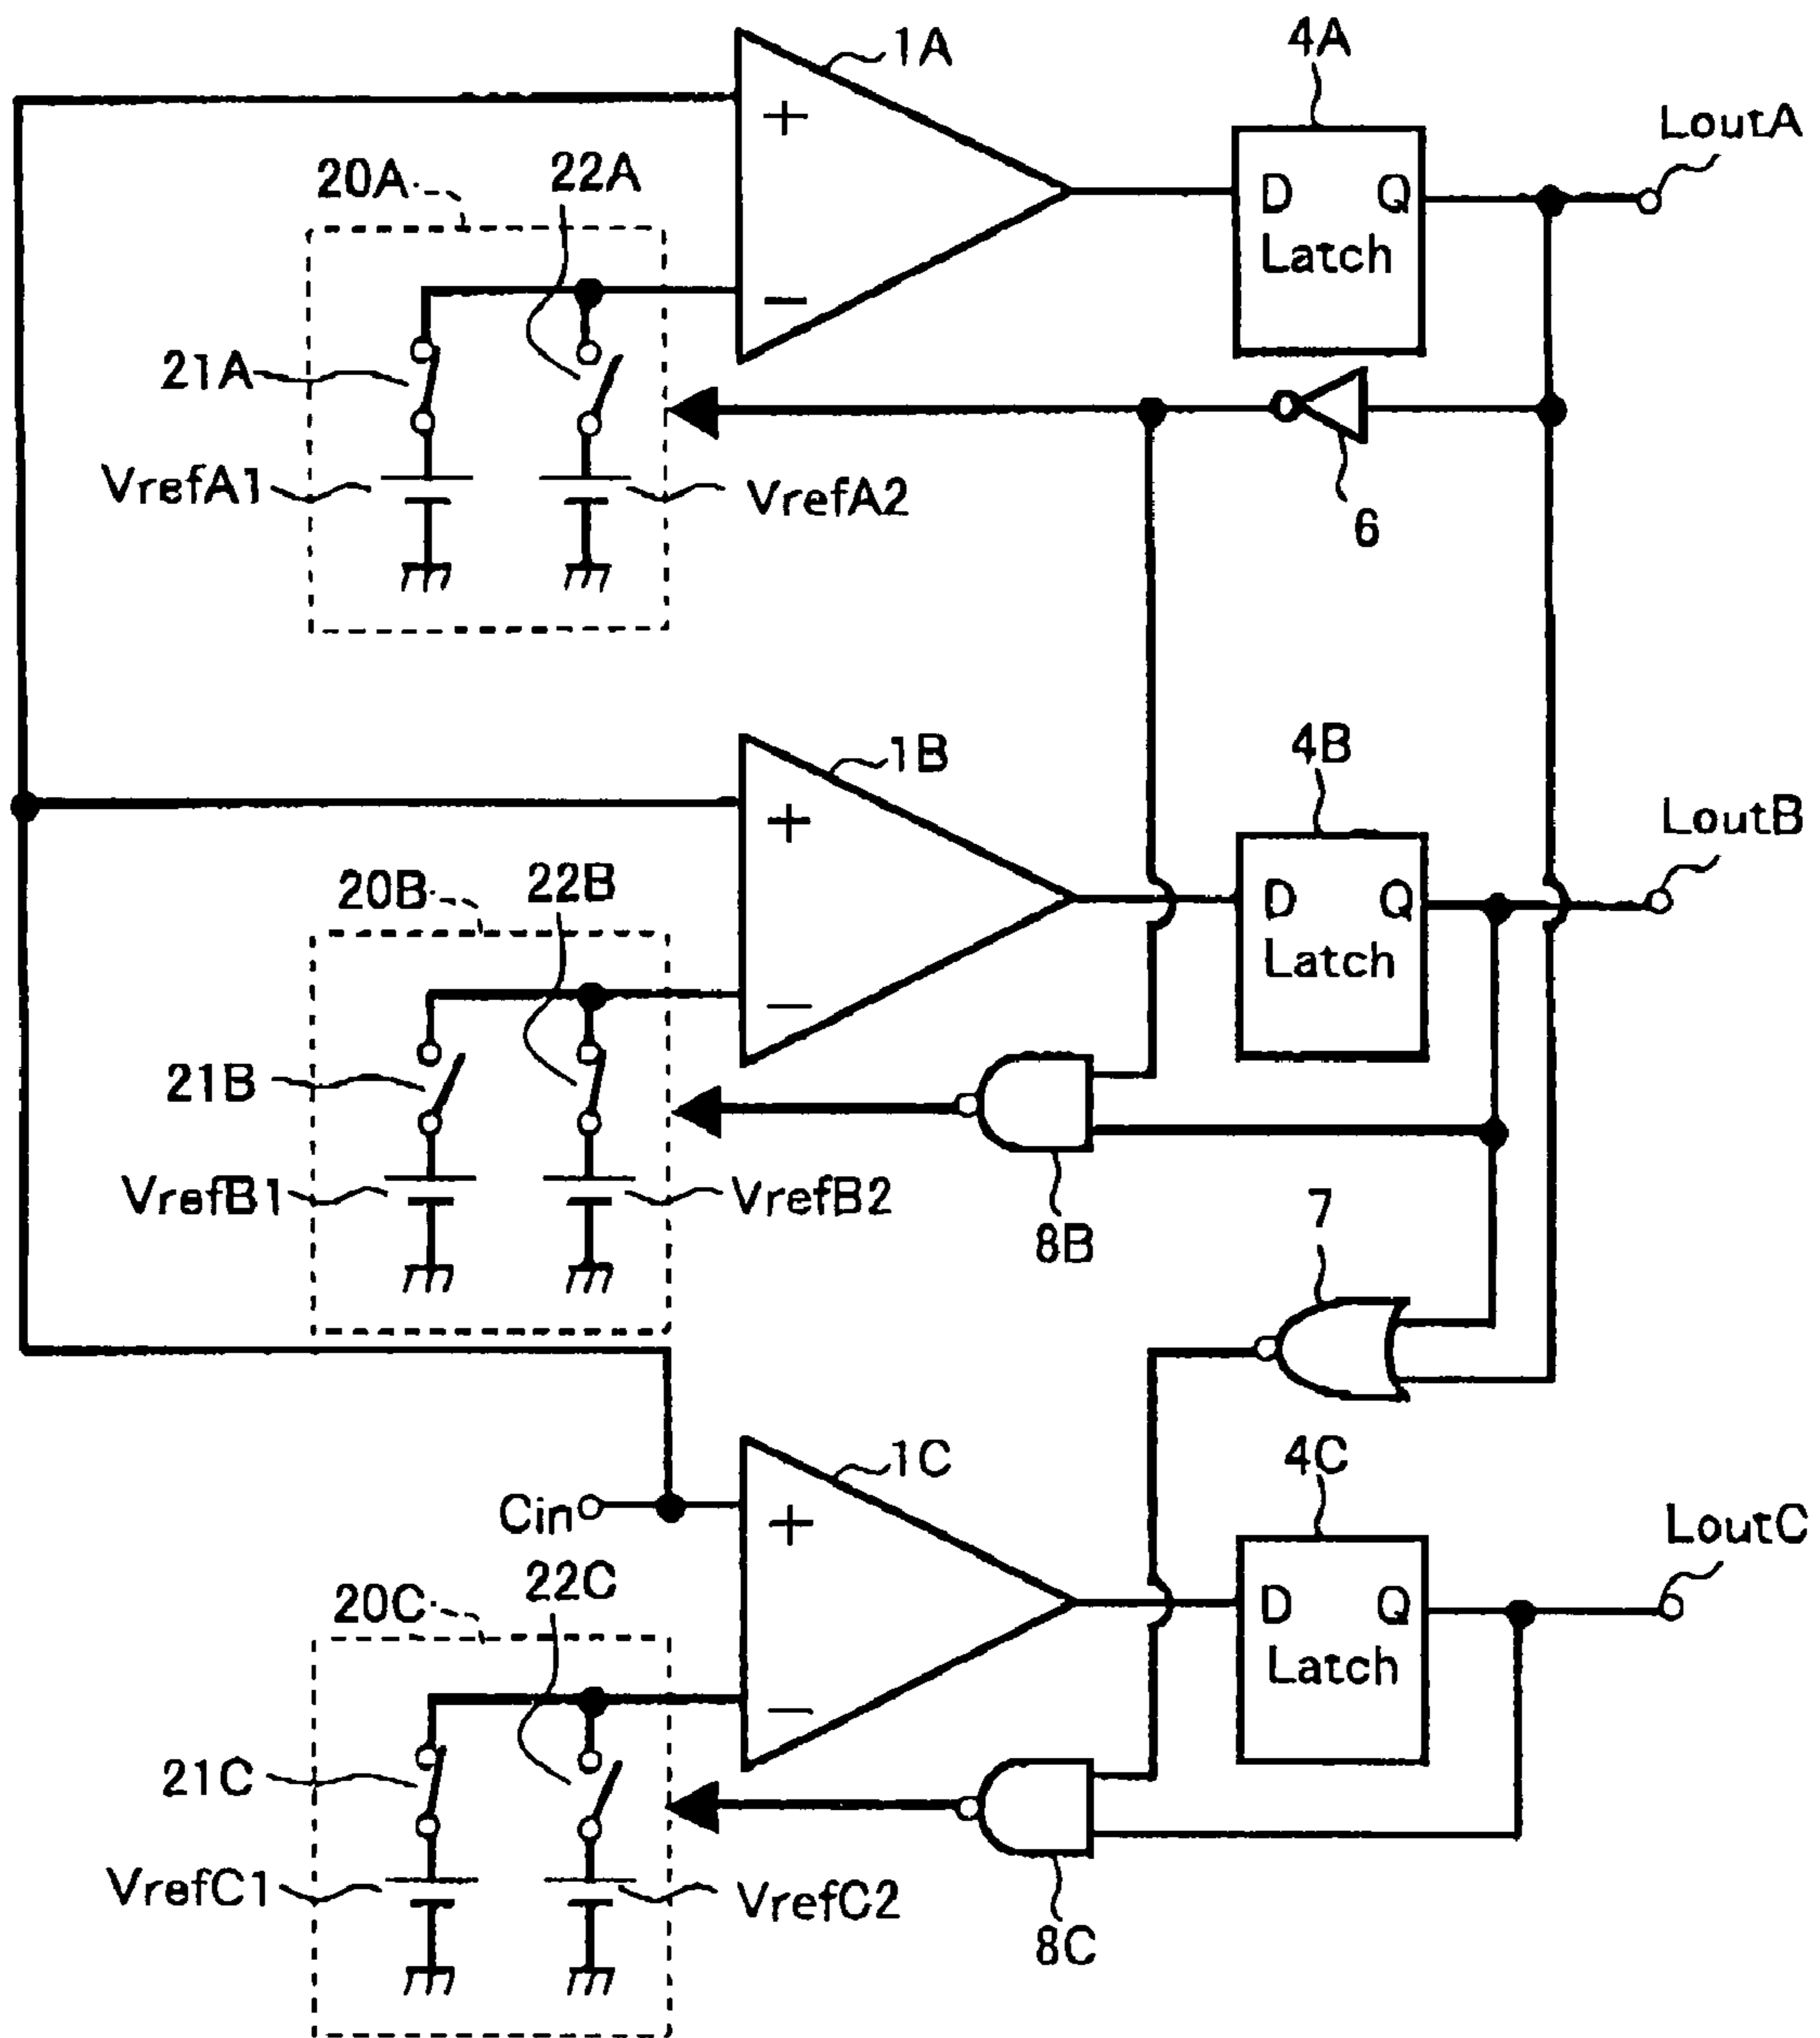 1A
4A
LoutA
20A
22A
+
D Q
Latch
−
21A
VrefA1
VrefA2
6
1B
4B
LoutB
20B
22B
+
D Q
Latch
−
21B
VrefB1
VrefB2
8B
7
1C
4C
LoutC
Cin
+
20C
22C
D Q
Latch
−
21C
VrefC1
VrefC2
8C